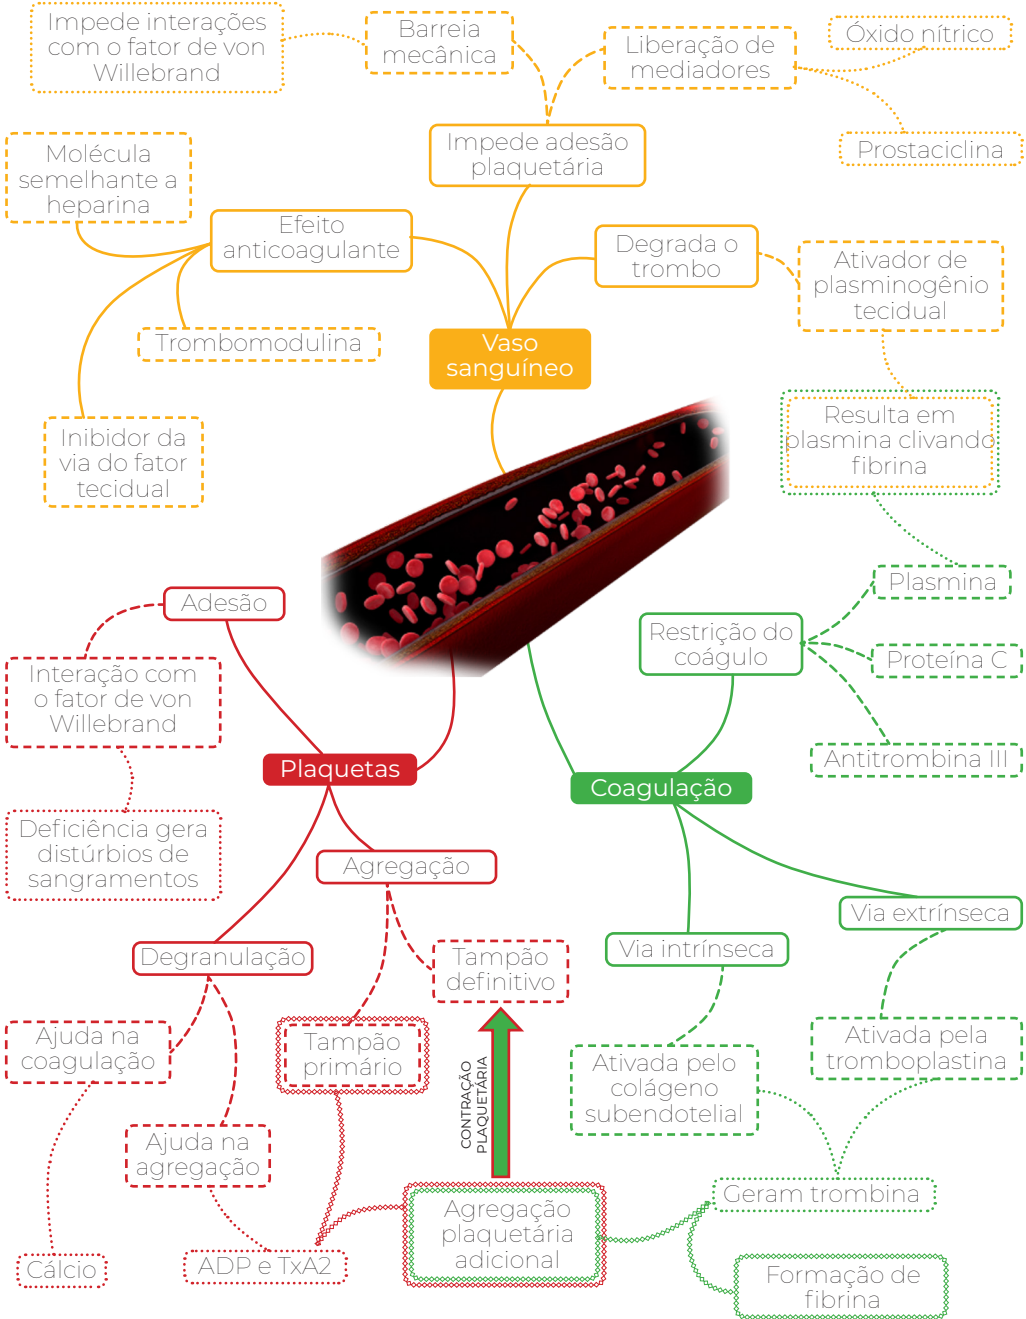 Impede interações
com o fator de von
Willebrand
Barreia
mecânica
Liberação de
mediadores
Óxido nítrico
Prostaciclina
Impede adesão
plaquetária
Molécula
semelhante a
heparina
Efeito
anticoagulante
Degrada o
trombo
Ativador de
plasminogênio
tecidual
Trombomodulina
Vaso
sanguíneo
Inibidor da
via do fator
tecidual
Resulta em
plasmina clivando
fibrina
Plasmina
Adesão
Restrição do
coágulo
Proteína C
Interação com
o fator de von
Willebrand
Antitrombina III
Plaquetas
Coagulação
Deficiência gera
distúrbios de
sangramentos
Agregação
Via extrínseca
Via intrínseca
Degranulação
Tampão
definitivo
Ajuda na
coagulação
Tampão
primário
Ativada pelo
colágeno
subendotelial
Ativada pela
tromboplastina
CONTRAÇÃO
PLAQUETÁRIA
Ajuda na
agregação
Geram trombina
Agregação
plaquetária
adicional
Cálcio
ADP e TxA2
Formação de
fibrina